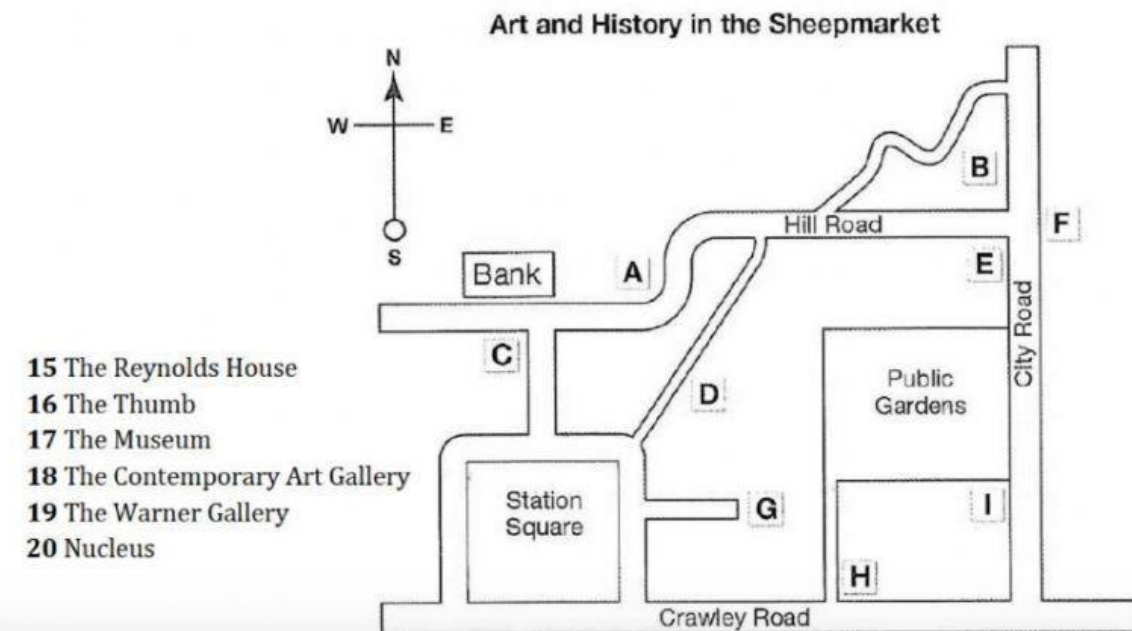 Art and History in the Sheepmarket
N
W E
S
B
Hill Road
F
A
E
Bank
C
City Road
15 The Reynolds House
16 The Thumb
17 The Museum
18 The Contemporary Art Gallery
19 The Warner Gallery
20 Nucleus
D
Public
Gardens
Station
Square
G
I
H
Crawley Road